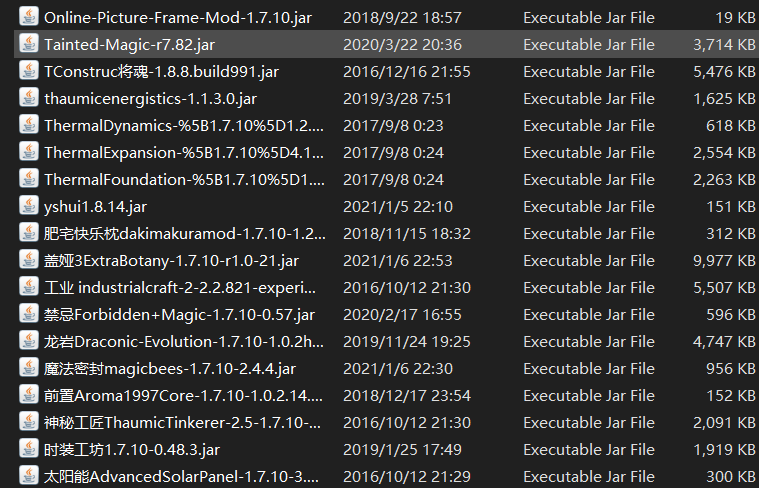 Online-Picture-Frame-Mod-1.7.10.jar 2018/9/22 18:57 Executable Jar File 19 KB
Tainted-Magic-r7.82.jar 2020/3/22 20:36 Executable Jar File 3,714 KB
TConstruc将魂-1.8.8.build991.jar 2016/12/16 21:55 Executable Jar File 5,476 KB
thaumicenergistics-1.1.3.0.jar 2019/3/28 7:51 Executable Jar File 1,625 KB
ThermalDynamics-%5B1.7.10%5D1.2.... 2017/9/8 0:23 Executable Jar File 618 KB
ThermalExpansion-%5B1.7.10%5D4.1... 2017/9/8 0:24 Executable Jar File 2,554 KB
ThermalFoundation-%5B1.7.10%5D1.... 2017/9/8 0:24 Executable Jar File 2,263 KB
yshui1.8.14.jar 2021/1/5 22:10 Executable Jar File 151 KB
肥宅快乐枕dakimakuramod-1.7.10-1.2... 2018/11/15 18:32 Executable Jar File 312 KB
盖娅3ExtraBotany-1.7.10-r1.0-21.jar 2021/1/6 22:53 Executable Jar File 9,977 KB
工业 industrialcraft-2-2.2.821-experi... 2016/10/12 21:30 Executable Jar File 5,507 KB
禁忌Forbidden+Magic-1.7.10-0.57.jar 2020/2/17 16:55 Executable Jar File 596 KB
龙岩Draconic-Evolution-1.7.10-1.0.2h... 2019/11/24 19:25 Executable Jar File 4,747 KB
魔法密封magicbees-1.7.10-2.4.4.jar 2021/1/6 22:30 Executable Jar File 956 KB
前置Aroma1997Core-1.7.10-1.0.2.14.... 2018/12/17 23:54 Executable Jar File 152 KB
神秘工匠ThaumicTinkerer-2.5-1.7.10-... 2016/10/12 21:30 Executable Jar File 2,091 KB
时装工坊1.7.10-0.48.3.jar 2019/1/25 17:49 Executable Jar File 1,919 KB
太阳能AdvancedSolarPanel-1.7.10-3.... 2016/10/12 21:29 Executable Jar File 300 KB